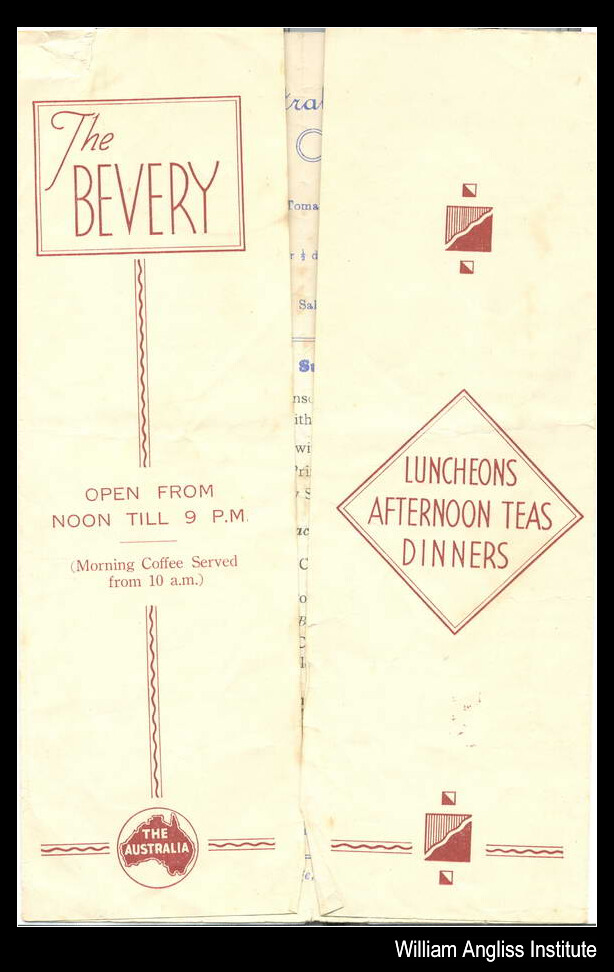 The
BEVERY
OPEN FROM
NOON TILL 9 P.M.
(Morning Coffee Served
from 10 a.m.)
THE
AUSTRALIA
LUNCHEONS
AFTERNOON TEAS
DINNERS
William Angliss Institute